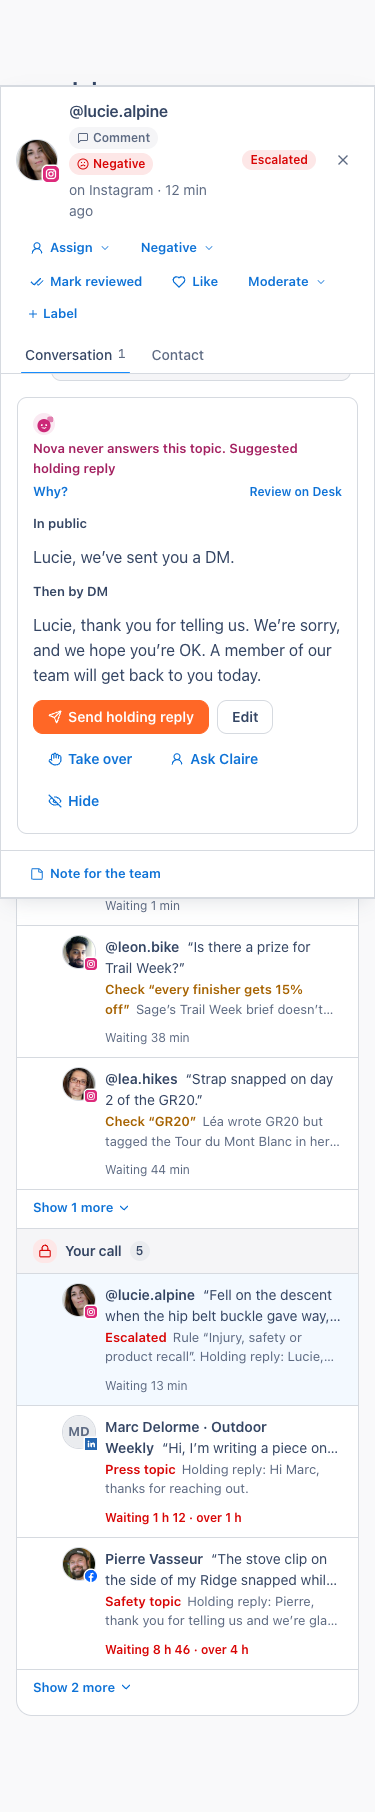 @lucie.alpine
Comment
Negative
Escalated
on Instagram · 12 min
ago
Assign
Negative
Mark reviewed
Like
Moderate
+ Label
Conversation 1
Contact
Nova never answers this topic. Suggested
holding reply
Why?
Review on Desk
In public
Lucie, we’ve sent you a DM.
Then by DM
Lucie, thank you for telling us. We’re sorry,
and we hope you’re OK. A member of our
team will get back to you today.
Send holding reply
Edit
Take over
Ask Claire
Hide
Note for the team
Waiting 1 min
@leon.bike “Is there a prize for
Trail Week?”
Check “every finisher gets 15%
off” Sage’s Trail Week brief doesn’t…
Waiting 38 min
@lea.hikes “Strap snapped on day
2 of the GR20.”
Check “GR20” Léa wrote GR20 but
tagged the Tour du Mont Blanc in her…
Waiting 44 min
Show 1 more
Your call 5
@lucie.alpine “Fell on the descent
when the hip belt buckle gave way,…
Escalated Rule “Injury, safety or
product recall”. Holding reply: Lucie,…
Waiting 13 min
MD
Marc Delorme · Outdoor
Weekly “Hi, I’m writing a piece on…
Press topic Holding reply: Hi Marc,
thanks for reaching out.
Waiting 1 h 12 · over 1 h
Pierre Vasseur “The stove clip on
the side of my Ridge snapped whil…
Safety topic Holding reply: Pierre,
thank you for telling us and we’re gla…
Waiting 8 h 46 · over 4 h
Show 2 more